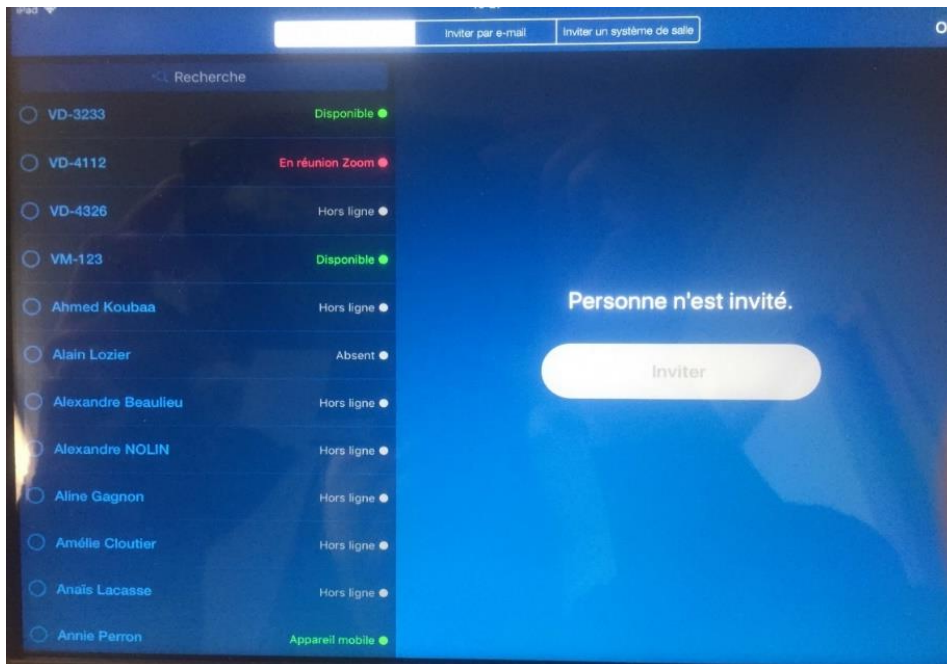 iPad
Inviter par e-mail
Inviter un système de salle
Recherche
VD-3233 Disponible
VD-4112 En réunion Zoom
VD-4326 Hors ligne
VM-123 Disponible
Ahmed Koubaa Hors ligne
Alain Lozier Absent
Alexandre Beaulieu Hors ligne
Alexandre NOLIN Hors ligne
Aline Gagnon Hors ligne
Amélie Cloutier Hors ligne
Anaïs Lacasse Hors ligne
Annie Perron Appareil mobile
Personne n'est invité.
Inviter